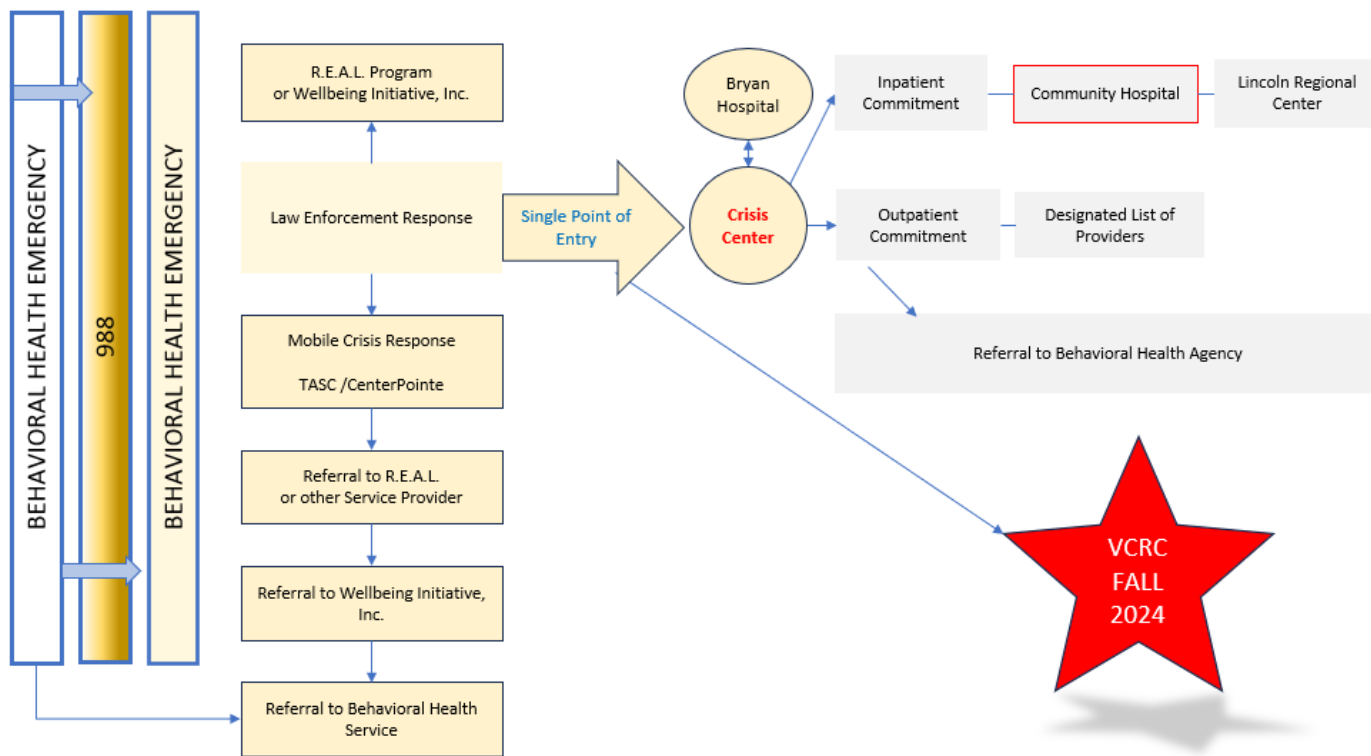 BEHAVIORAL HEALTH EMERGENCY
988
BEHAVIORAL HEALTH EMERGENCY
R.E.A.L. Program
or Wellbeing Initiative, Inc.
Law Enforcement Response
Mobile Crisis Response
TASC /CenterPointe
Referral to R.E.A.L.
or other Service Provider
Referral to Wellbeing Initiative,
Inc.
Referral to Behavioral Health
Service
Single Point of
Entry
Bryan
Hospital
Crisis
Center
Inpatient
Commitment
Community Hospital
Lincoln Regional
Center
Outpatient
Commitment
Designated List of
Providers
Referral to Behavioral Health Agency
VCRC
FALL
2024